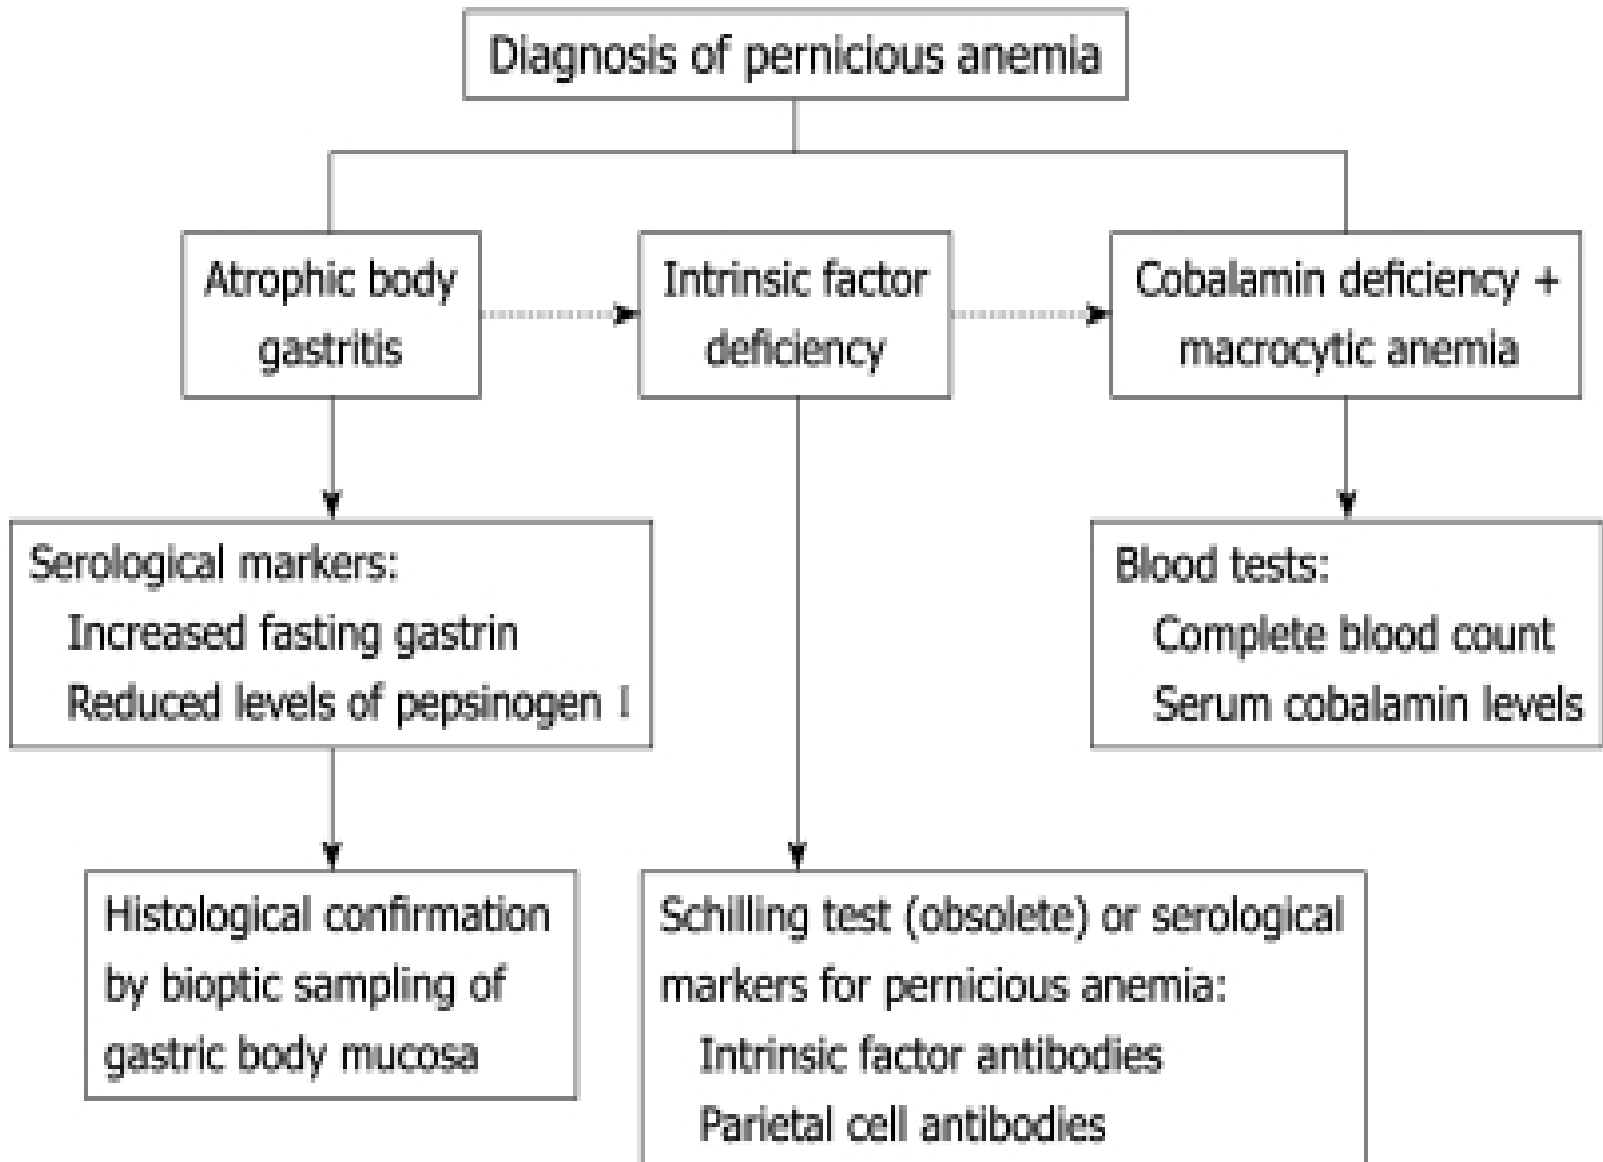 Diagnosis of pernicious anemia
Atrophic body
gastritis
Intrinsic factor
deficiency
Cobalamin deficiency +
macrocytic anemia
Serological markers:
Increased fasting gastrin
Reduced levels of pepsinogen I
Blood tests:
Complete blood count
Serum cobalamin levels
Histological confirmation
by bioptic sampling of
gastric body mucosa
Schilling test (obsolete) or serological
markers for pernicious anemia:
Intrinsic factor antibodies
Parietal cell antibodies